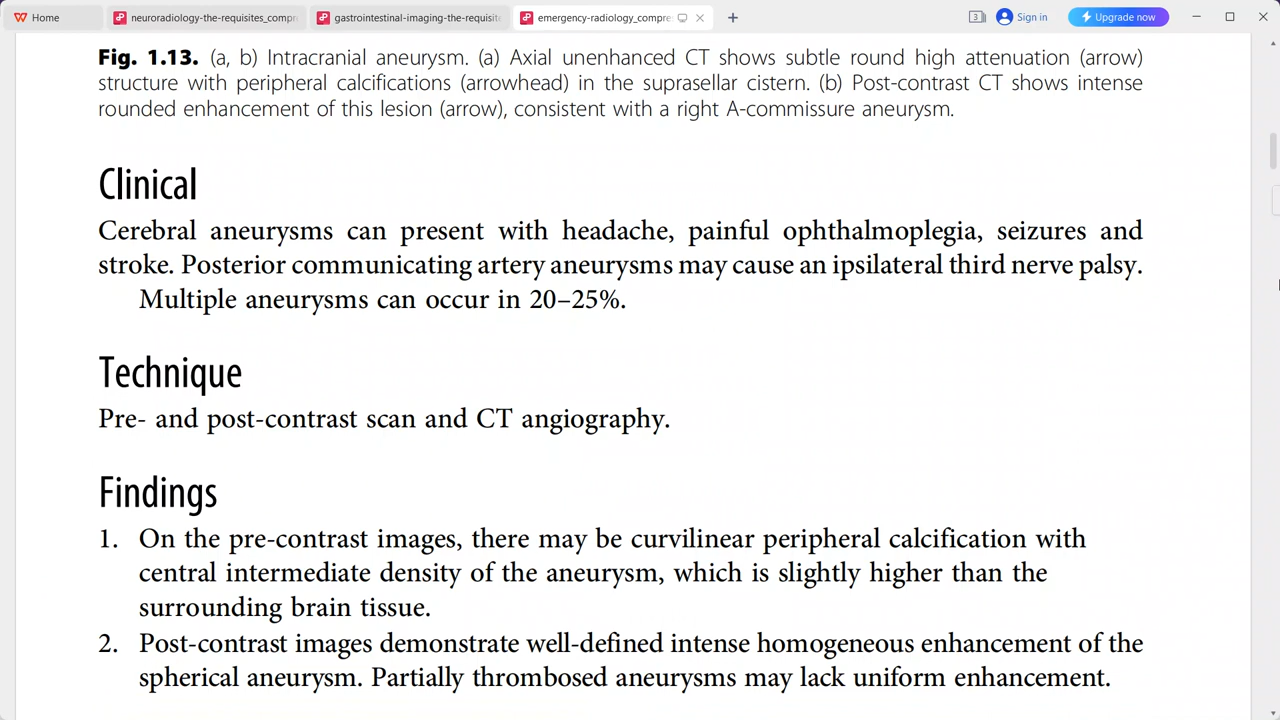 Home
neuroradiology-the-requisites_compre
gastrointestinal-imaging-the-requisite
emergency-radiology_compre
3
Sign in
Upgrade now
Fig. 1.13. (a, b) Intracranial aneurysm. (a) Axial unenhanced CT shows subtle round high attenuation (arrow)
structure with peripheral calcifications (arrowhead) in the suprasellar cistern. (b) Post-contrast CT shows intense
rounded enhancement of this lesion (arrow), consistent with a right A-commissure aneurysm.
Clinical
Cerebral aneurysms can present with headache, painful ophthalmoplegia, seizures and
stroke. Posterior communicating artery aneurysms may cause an ipsilateral third nerve palsy.
Multiple aneurysms can occur in 20–25%.
Technique
Pre- and post-contrast scan and CT angiography.
Findings
1. On the pre-contrast images, there may be curvilinear peripheral calcification with
central intermediate density of the aneurysm, which is slightly higher than the
surrounding brain tissue.
2. Post-contrast images demonstrate well-defined intense homogeneous enhancement of the
spherical aneurysm. Partially thrombosed aneurysms may lack uniform enhancement.